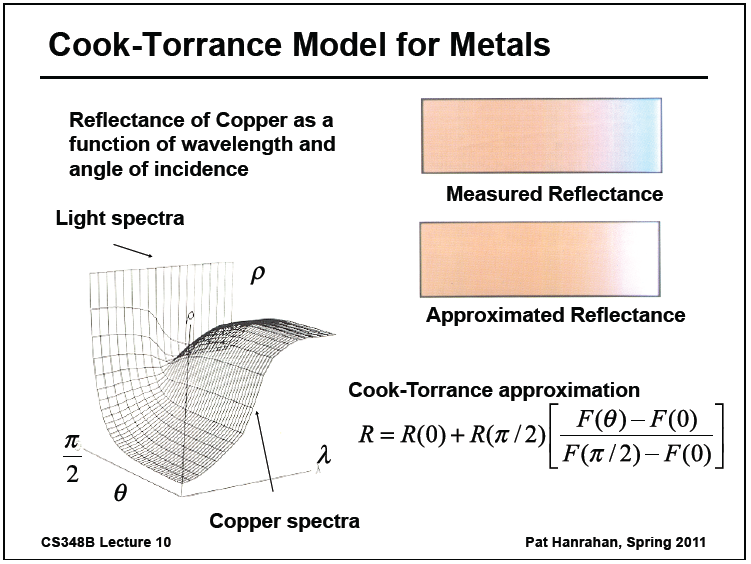 Cook-Torrance Model for Metals
Reflectance of Copper as a
function of wavelength and
angle of incidence
Measured Reflectance
Light spectra
ρ
Approximated Reflectance
ρ
Cook-Torrance approximation
R = R(0) + R(π / 2) [ F(θ) − F(0) / F(π / 2) − F(0) ]
π
2
θ
λ
Copper spectra
CS348B Lecture 10
Pat Hanrahan, Spring 2011